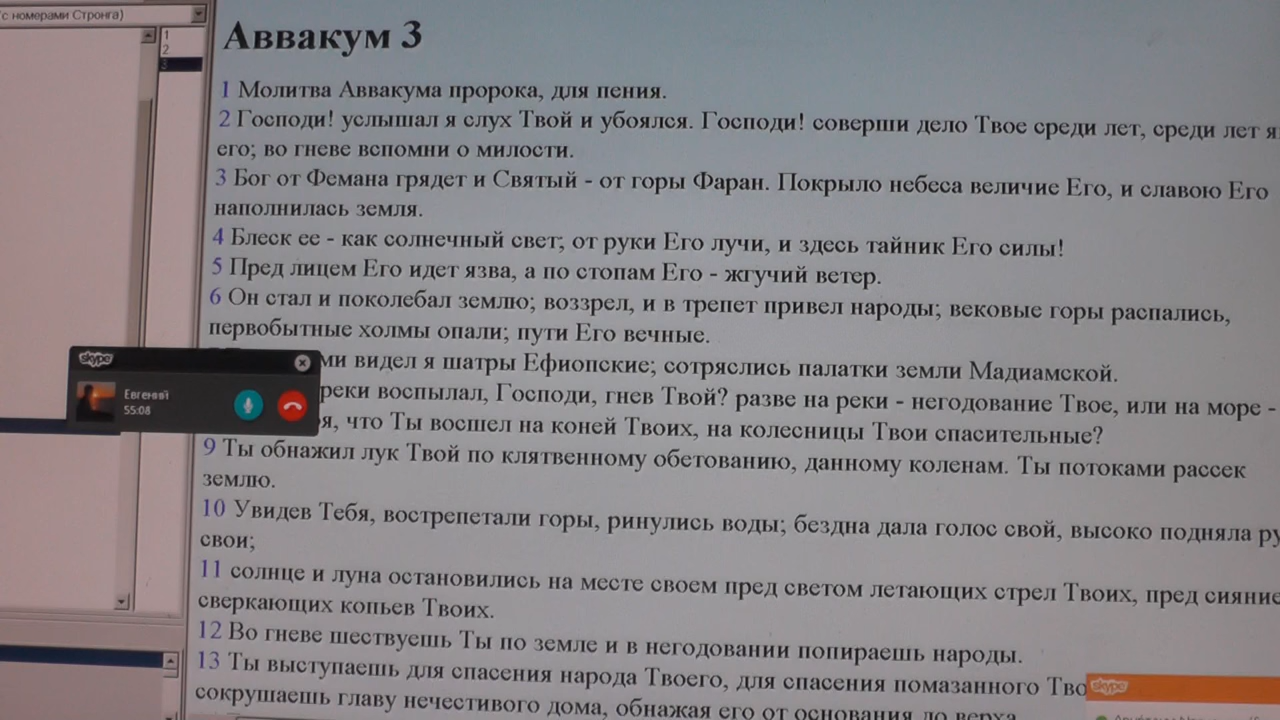 с номерами Стронга)
1
2
3
Аввакум 3
1 Молитва Аввакума пророка, для пения.
2 Господи! услышал я слух Твой и убоялся. Господи! соверши дело Твое среди лет, среди лет я
его; во гневе вспомни о милости.
3 Бог от Фемана грядет и Святый - от горы Фаран. Покрыло небеса величие Его, и славою Его
наполнилась земля.
4 Блеск ее - как солнечный свет; от руки Его лучи, и здесь тайник Его силы!
5 Пред лицем Его идет язва, а по стопам Его - жгучий ветер.
6 Он стал и поколебал землю; воззрел, и в трепет привел народы; вековые горы распались,
первобытные холмы опали; пути Его вечные.
ми видел я шатры Ефиопские; сотряслись палатки земли Мадиамской.
реки воспылал, Господи, гнев Твой? разве на реки - негодование Твое, или на море -
я, что Ты восшел на коней Твоих, на колесницы Твои спасительные?
skype
Евгений
55:08
9 Ты обнажил лук Твой по клятвенному обетованию, данному коленам. Ты потоками рассек
землю.
10 Увидев Тебя, вострепетали горы, ринулись воды; бездна дала голос свой, высоко подняла ру
свои;
11 солнце и луна остановились на месте своем пред светом летающих стрел Твоих, пред сияние
сверкающих копьев Твоих.
12 Во гневе шествуешь Ты по земле и в негодовании попираешь народы.
13 Ты выступаешь для спасения народа Твоего, для спасения помазанного Тво
сокрушаешь главу нечестивого дома, обнажая его от основания до верха.
skype